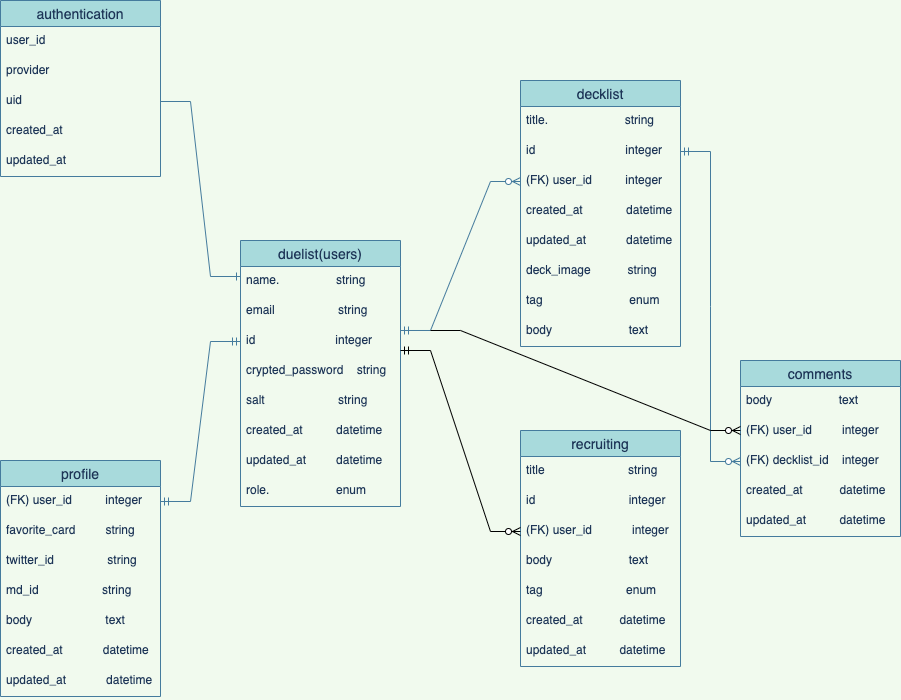 authentication
user_id
provider
uid
created_at
updated_at
decklist
title. string
id integer
(FK) user_id integer
created_at datetime
updated_at datetime
deck_image string
tag enum
body text
duelist(users)
name. string
email string
id integer
crypted_password string
salt string
created_at datetime
updated_at datetime
role. enum
comments
body text
(FK) user_id integer
(FK) decklist_id integer
created_at datetime
updated_at datetime
recruiting
title string
id integer
(FK) user_id integer
body text
tag enum
created_at datetime
updated_at datetime
profile
(FK) user_id integer
favorite_card string
twitter_id string
md_id string
body text
created_at datetime
updated_at datetime